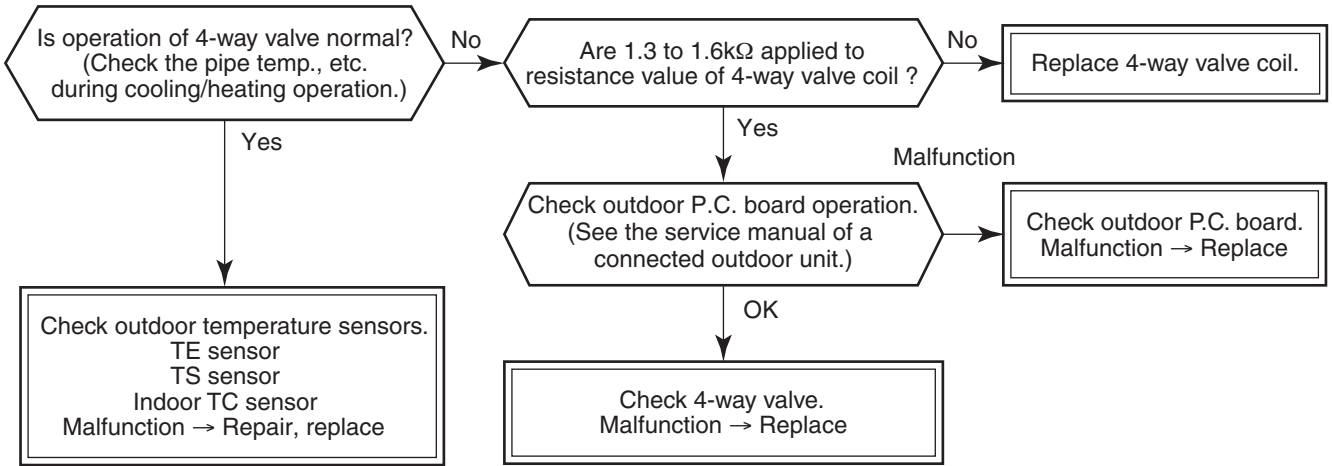 Is operation of 4-way valve normal?
(Check the pipe temp., etc.
during cooling/heating operation.)
No
Are 1.3 to 1.6kΩ applied to
resistance value of 4-way valve coil ?
No
Replace 4-way valve coil.
Yes
Yes
Malfunction
Check outdoor P.C. board operation.
(See the service manual of a
connected outdoor unit.)
Check outdoor P.C. board.
Malfunction → Replace
OK
Check outdoor temperature sensors.
TE sensor
TS sensor
Indoor TC sensor
Malfunction → Repair, replace
Check 4-way valve.
Malfunction → Replace